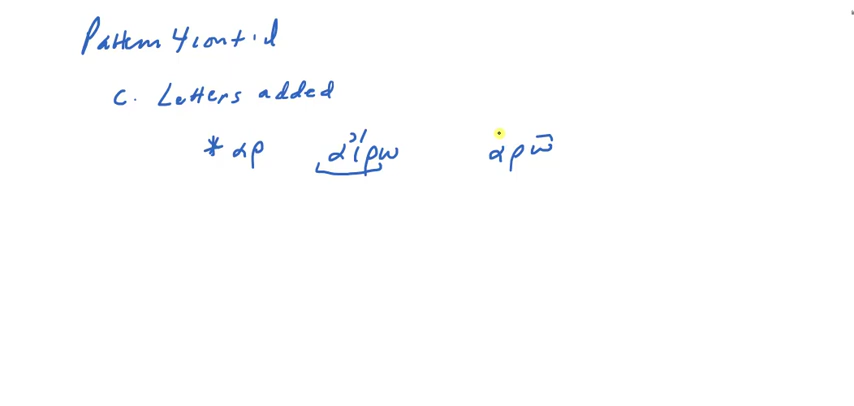 Pattern 4 cont.d
C. Letters added
* αρ αἴρω ἀρῶ